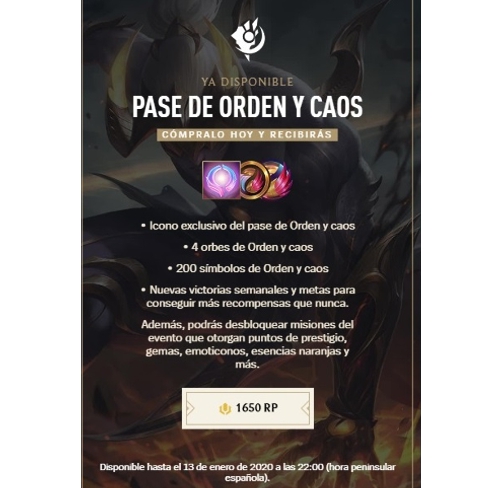 YA DISPONIBLE
PASE DE ORDEN Y CAOS
CÓMPRALO HOY Y RECIBIRÁS
• Icono exclusivo del pase de Orden y caos
• 4 orbes de Orden y caos
• 200 símbolos de Orden y caos
• Nuevas victorias semanales y metas para
conseguir más recompensas que nunca.
Además, podrás desbloquear misiones del
evento que otorgan puntos de prestigio,
gemas, emoticonos, esencias naranjas y
más.
1650 RP
Disponible hasta el 13 de enero de 2020 a las 22:00 (hora peninsular
española).